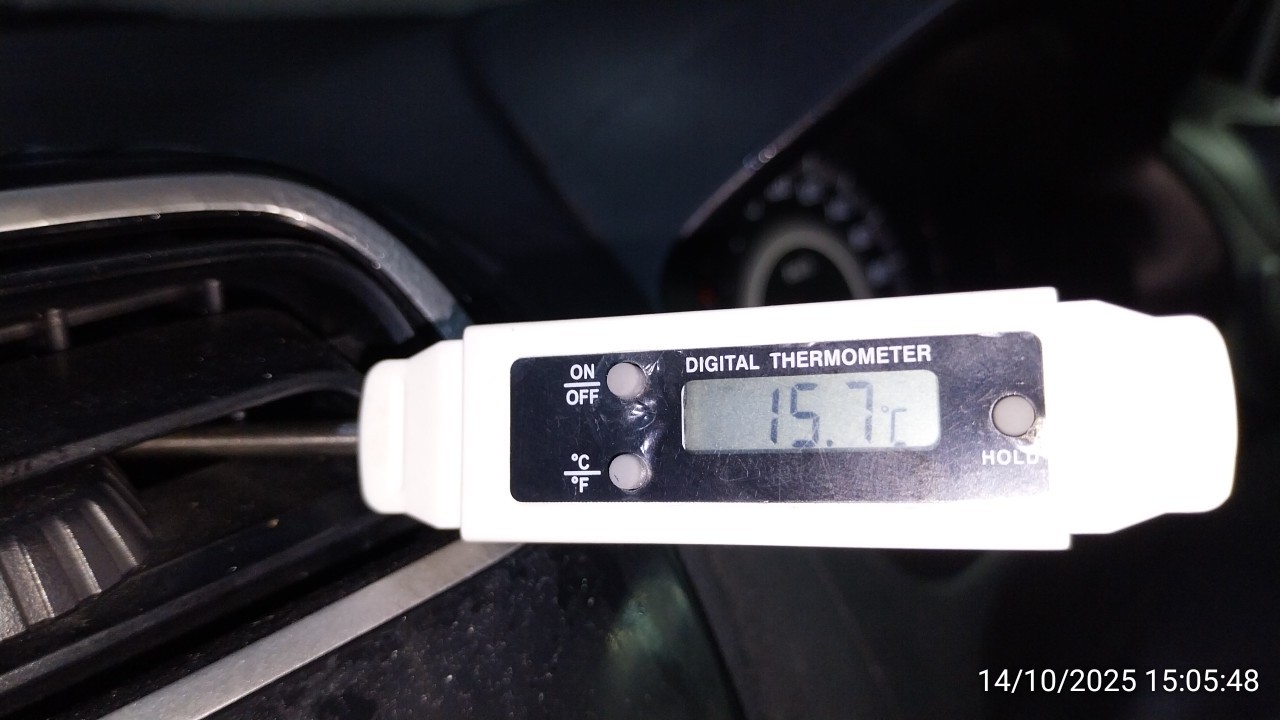 DIGITAL THERMOMETER
ON
OFF
15.7°C
HOLD
°C
°F
14/10/2025 15:05:48